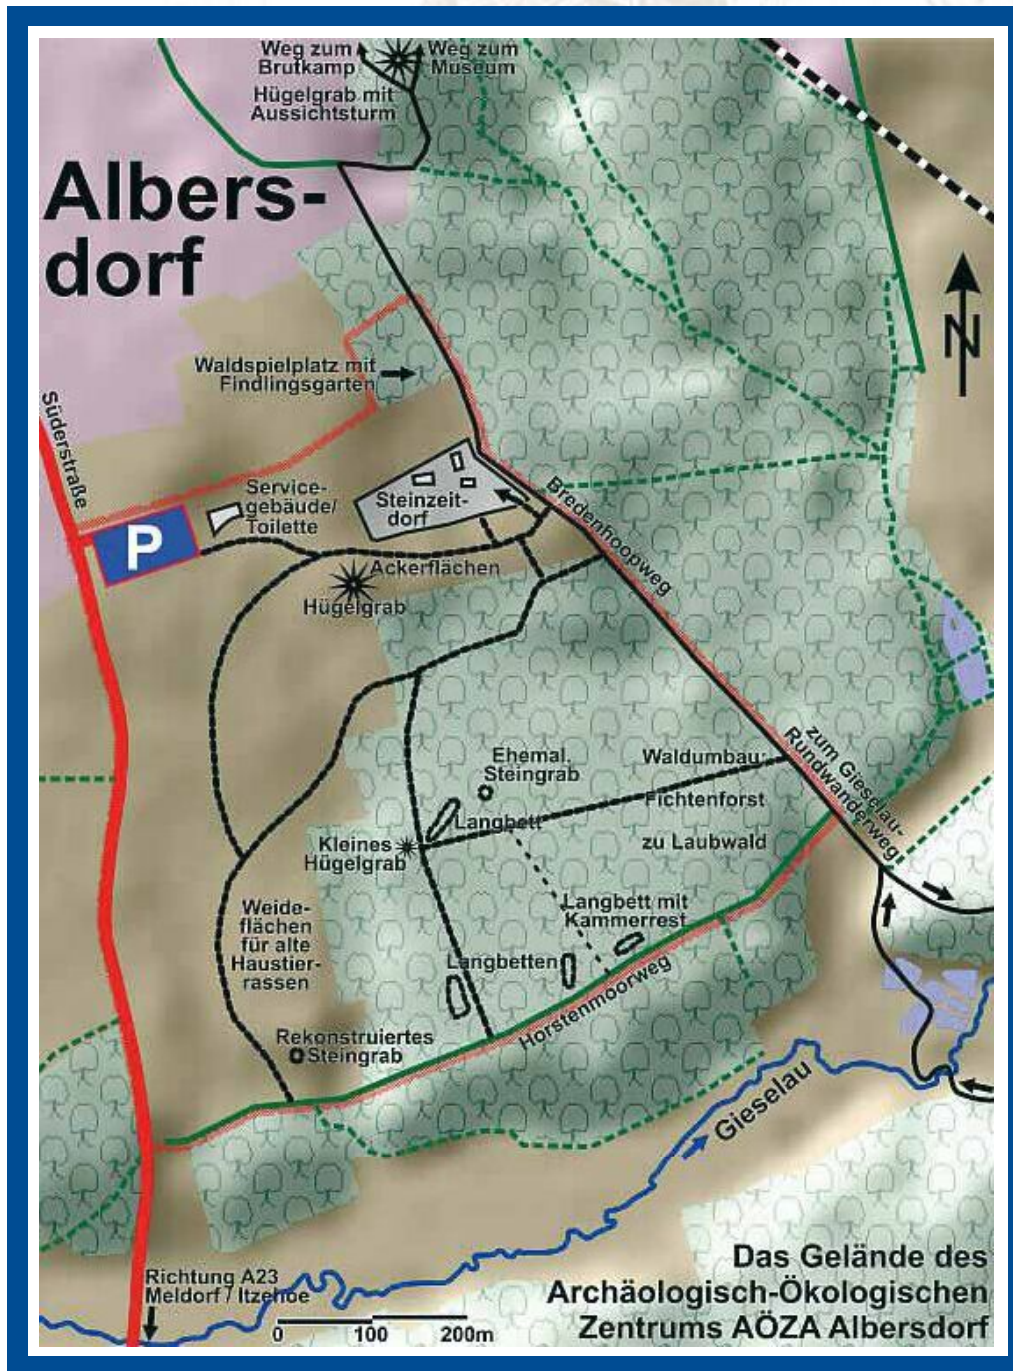 Weg zum
Brutkamp
Weg zum
Museum
Hügelgrab mit
Aussichtsturm
Albers-
dorf
N
Waldspielplatz mit
Findlingsgarten
Süderstraße
Service-
gebäude/
Toilette
P
Steinzeit-
dorf
Bredenhoopweg
Ackerflächen
Hügelgrab
Ehemal.
Steingrab
Waldumbau:
Fichtenforst
zu Laubwald
zum Gieselau-
Rundwanderweg
Langbett
Kleines
Hügelgrab
Weide-
flächen
für alte
Haustier-
rassen
Langbett mit
Kammerrest
Langbetten
Horstenmoorweg
Rekonstruiertes
Steingrab
Gieselau
Richtung A23
Meldorf / Itzehoe
0 100 200m
Das Gelände des
Archäologisch-Ökologischen
Zentrums AÖZA Albersdorf